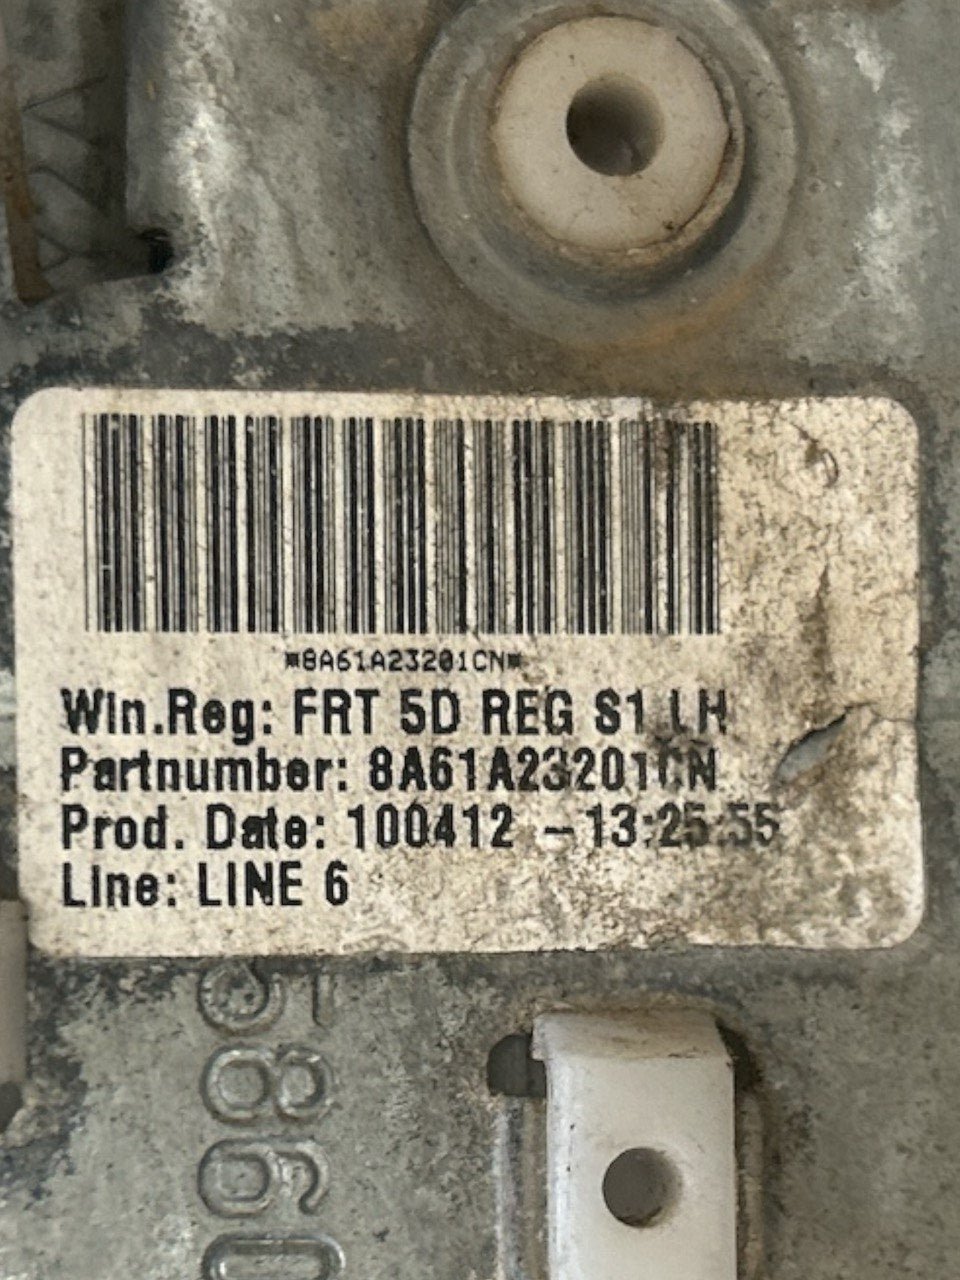 *8A61A23201CN*
Win.Reg: FRT 5D REG S1 LH
Partnumber: 8A61A23201CN
Prod. Date: 100412 - 13:25:55
Line: LINE 6